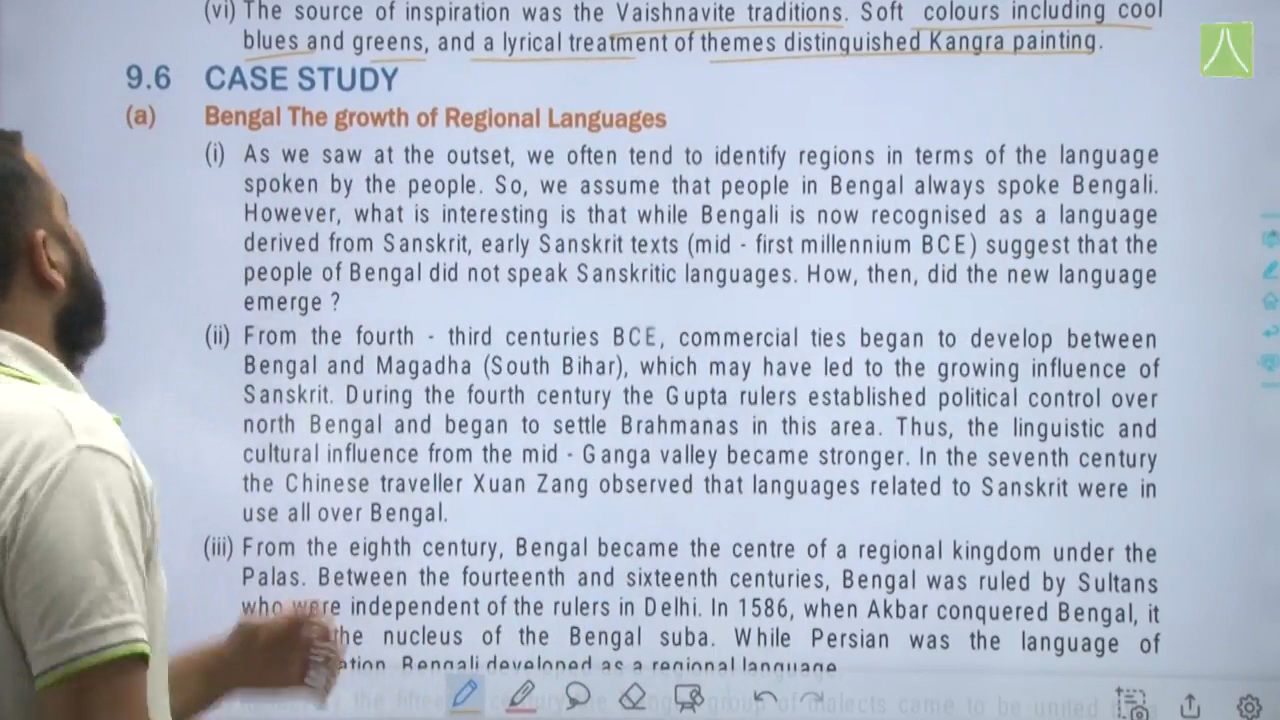 (vi) The source of inspiration was the Vaishnavite traditions. Soft colours including cool
blues and greens, and a lyrical treatment of themes distinguished Kangra painting.
9.6 CASE STUDY
(a) Bengal The growth of Regional Languages
(i) As we saw at the outset, we often tend to identify regions in terms of the language
spoken by the people. So, we assume that people in Bengal always spoke Bengali.
However, what is interesting is that while Bengali is now recognised as a language
derived from Sanskrit, early Sanskrit texts (mid - first millennium BCE) suggest that the
people of Bengal did not speak Sanskritic languages. How, then, did the new language
emerge ?
(ii) From the fourth - third centuries BCE, commercial ties began to develop between
Bengal and Magadha (South Bihar), which may have led to the growing influence of
Sanskrit. During the fourth century the Gupta rulers established political control over
north Bengal and began to settle Brahmanas in this area. Thus, the linguistic and
cultural influence from the mid - Ganga valley became stronger. In the seventh century
the Chinese traveller Xuan Zang observed that languages related to Sanskrit were in
use all over Bengal.
(iii) From the eighth century, Bengal became the centre of a regional kingdom under the
Palas. Between the fourteenth and sixteenth centuries, Bengal was ruled by Sultans
who were independent of the rulers in Delhi. In 1586, when Akbar conquered Bengal, it
the nucleus of the Bengal suba. While Persian was the language of
ation, Bengali developed as a regional language.
group of dialects came to be united